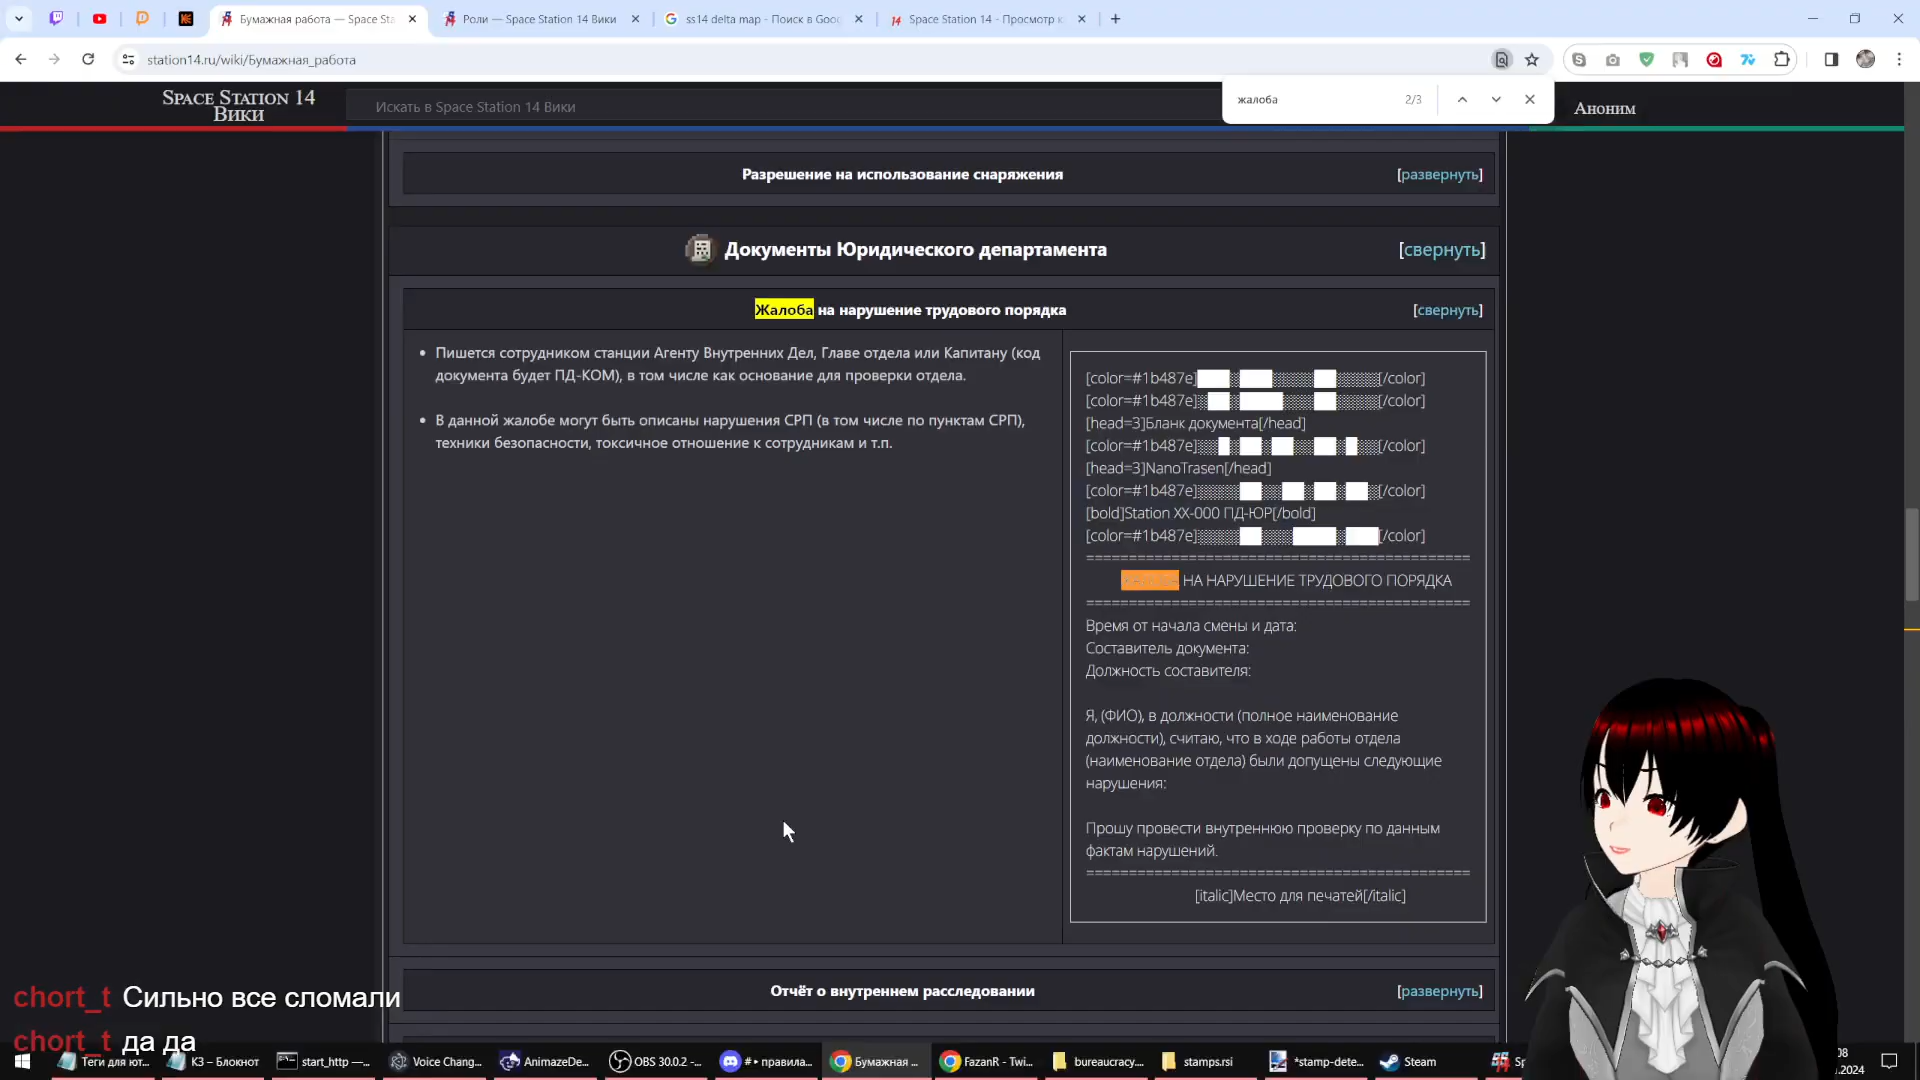 Бумажная работа — Space Sta
Роли — Space Station 14 Вики
ss14 delta map - Поиск в Goog
Space Station 14 - Просмотр к
station14.ru/wiki/Бумажная_работа
SPACE STATION 14
ВИКИ
Искать в Space Station 14 Вики
жалоба
2/3
Аноним
Разрешение на использование снаряжения
[развернуть]
Документы Юридического департамента
[свернуть]
Жалоба на нарушение трудового порядка
[свернуть]
• Пишется сотрудником станции Агенту Внутренних Дел, Главе отдела или Капитану (код
документа будет ПД-КОМ), в том числе как основание для проверки отдела.
• В данной жалобе могут быть описаны нарушения СРП (в том числе по пунктам СРП),
техники безопасности, токсичное отношение к сотрудникам и т.п.
[color=#1b487e]███░███░░░░██░░░░[/color]
[color=#1b487e]░██░████░░░██░░░░[/color]
[head=3]Бланк документа[/head]
[color=#1b487e]░░█░██░██░░██░█░░[/color]
[head=3]NanoTrasen[/head]
[color=#1b487e]░░░░██░░██░██░██░[/color]
[bold]Station XX-000 ПД-ЮР[/bold]
[color=#1b487e]░░░░██░░░████░███[/color]
=========================================
НА НАРУШЕНИЕ ТРУДОВОГО ПОРЯДКА
=========================================
Время от начала смены и дата:
Составитель документа:
Должность составителя:
Я, (ФИО), в должности (полное наименование
должности), считаю, что в ходе работы отдела
(наименование отдела) были допущены следующие
нарушения:
Прошу провести внутреннюю проверку по данным
фактам нарушений.
=========================================
[italic]Место для печатей[/italic]
Отчёт о внутреннем расследовании
[развернуть]
chort_t Сильно все сломали
chort_t да да
Теги для ют...
КЗ – Блокнот
start_http —...
Voice Chang...
AnimazeDe...
OBS 30.0.2 -...
#▸ правила...
Бумажная ...
FazanR - Twi...
bureaucracy....
stamps.rsi
*stamp-dete...
Steam
Sp
08
.2024